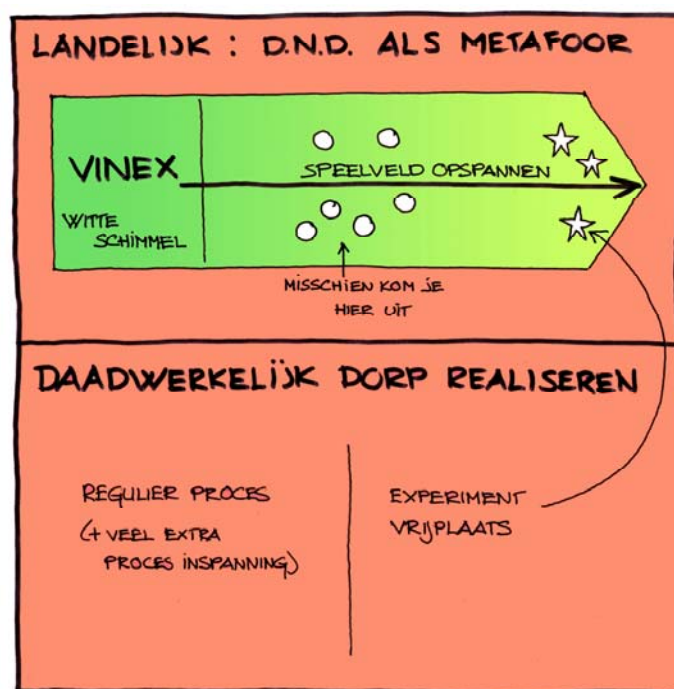 LANDELIJK : D.N.D. ALS METAFOOR
VINEX
SPEELVELD OPSPANNEN
WITTE
SCHIMMEL
MISSCHIEN KOM JE
HIER UIT
DAADWERKELIJK DORP REALISEREN
REGULIER PROCES
(+ VEEL EXTRA
PROCES INSPANNING)
EXPERIMENT
VRIJPLAATS